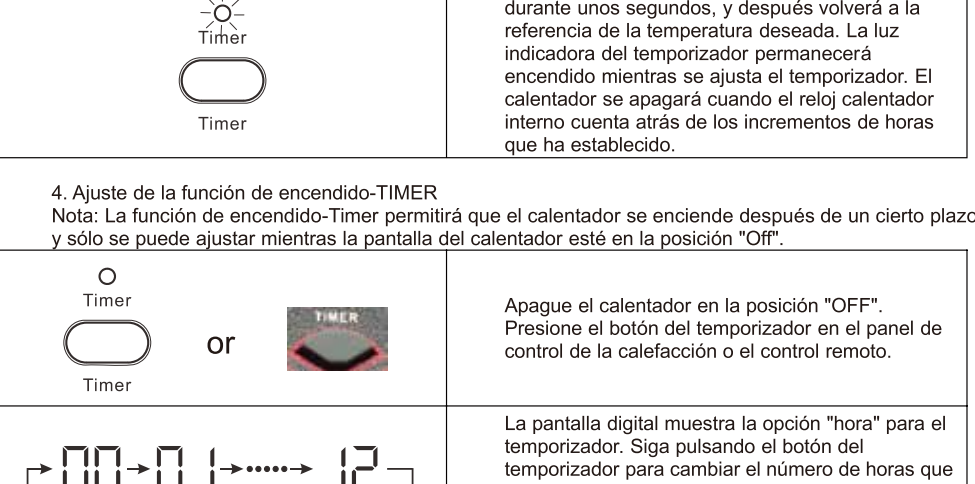 durante unos segundos, y después volverá a la
referencia de la temperatura deseada. La luz
indicadora del temporizador permanecerá
encendido mientras se ajusta el temporizador. El
calentador se apagará cuando el reloj calentador
interno cuenta atrás de los incrementos de horas
que ha establecido.
Timer
Timer
4. Ajuste de la función de encendido-TIMER
Nota: La función de encendido-Timer permitirá que el calentador se enciende después de un cierto plazo
y sólo se puede ajustar mientras la pantalla del calentador esté en la posición "Off".
Timer
Timer
or
TIMER
Apague el calentador en la posición "OFF".
Presione el botón del temporizador en el panel de
control de la calefacción o el control remoto.
00 01 12
La pantalla digital muestra la opción "hora" para el
temporizador. Siga pulsando el botón del
temporizador para cambiar el número de horas que